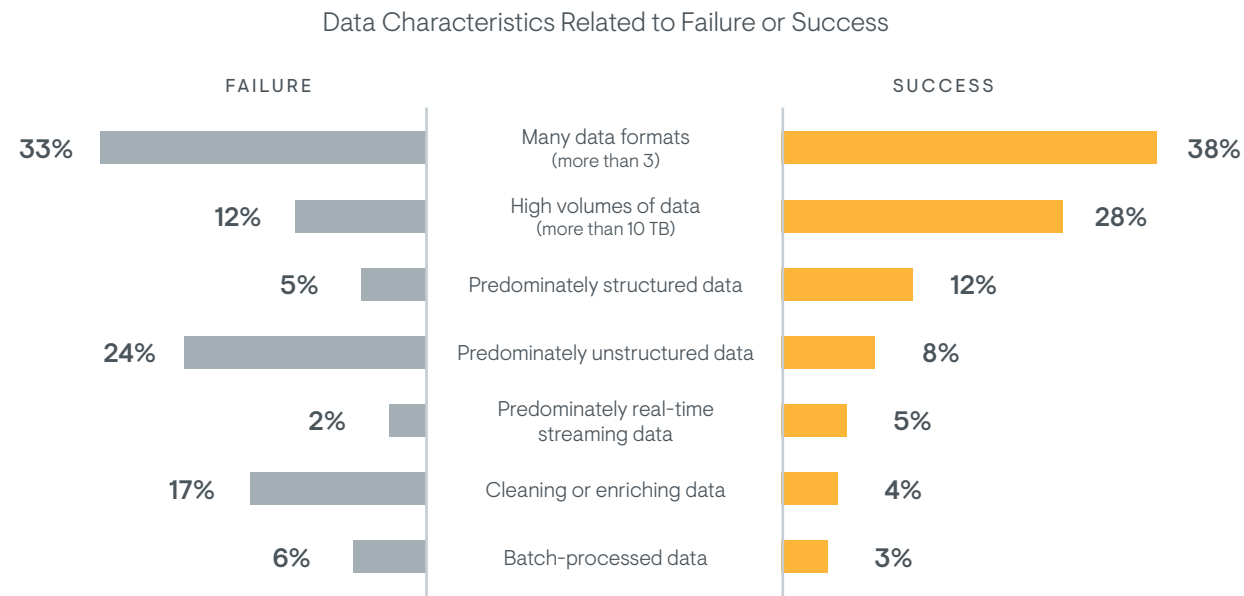 Data Characteristics Related to Failure or Success
FAILURE
SUCCESS
33%
Many data formats
(more than 3)
38%
12%
High volumes of data
(more than 10 TB)
28%
5%
Predominately structured data
12%
24%
Predominately unstructured data
8%
2%
Predominately real-time
streaming data
5%
17%
Cleaning or enriching data
4%
6%
Batch-processed data
3%